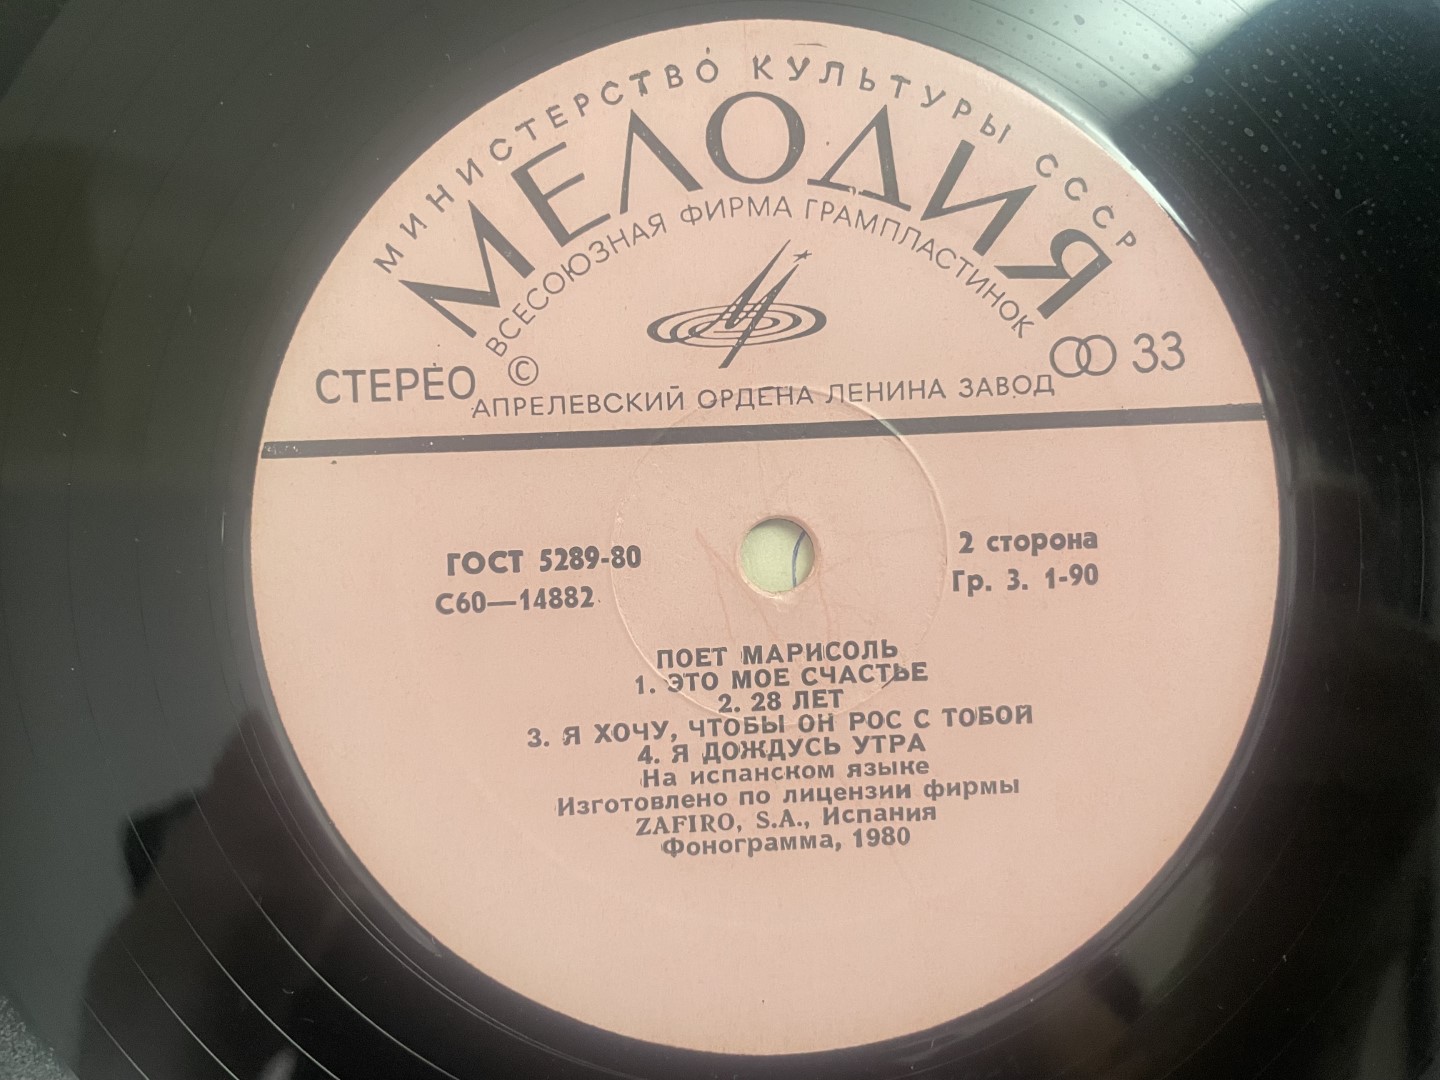 МИНИСТЕРСТВО КУЛЬТУРЫ СССР
МЕЛОДИЯ
ВСЕСОЮЗНАЯ ФИРМА ГРАМПЛАСТИНОК
СТЕРЕО © 33
АПРЕЛЕВСКИЙ ОРДЕНА ЛЕНИНА ЗАВОД
ГОСТ 5289-80 2 сторона
С60—14882 Гр. 3. 1-90
ПОЕТ МАРИСОЛЬ
1. ЭТО МОЕ СЧАСТЬЕ
2. 28 ЛЕТ
3. Я ХОЧУ, ЧТОБЫ ОН РОС С ТОБОЙ
4. Я ДОЖДУСЬ УТРА
На испанском языке
Изготовлено по лицензии фирмы
ZAFIRO, S.A., Испания
Фонограмма, 1980